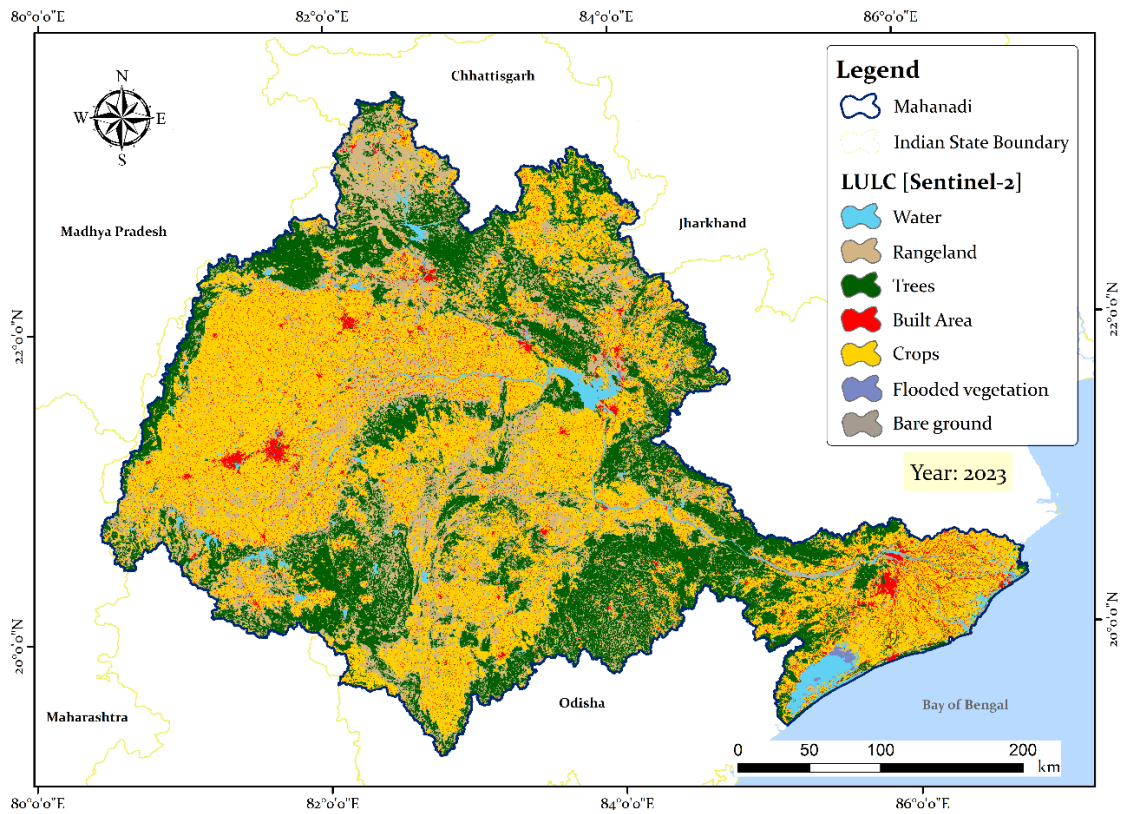 80°0'0"E 82°0'0"E 84°0'0"E 86°0'0"E
N
W E
S
Chhattisgarh
Madhya Pradesh
Jharkhand
Legend
Mahanadi
Indian State Boundary
LULC [Sentinel-2]
Water
Rangeland
Trees
Built Area
Crops
Flooded vegetation
Bare ground
22°0'0"N
22°0'0"N
Year: 2023
20°0'0"N
20°0'0"N
Maharashtra
Odisha
Bay of Bengal
0 50 100 200
km
80°0'0"E 82°0'0"E 84°0'0"E 86°0'0"E